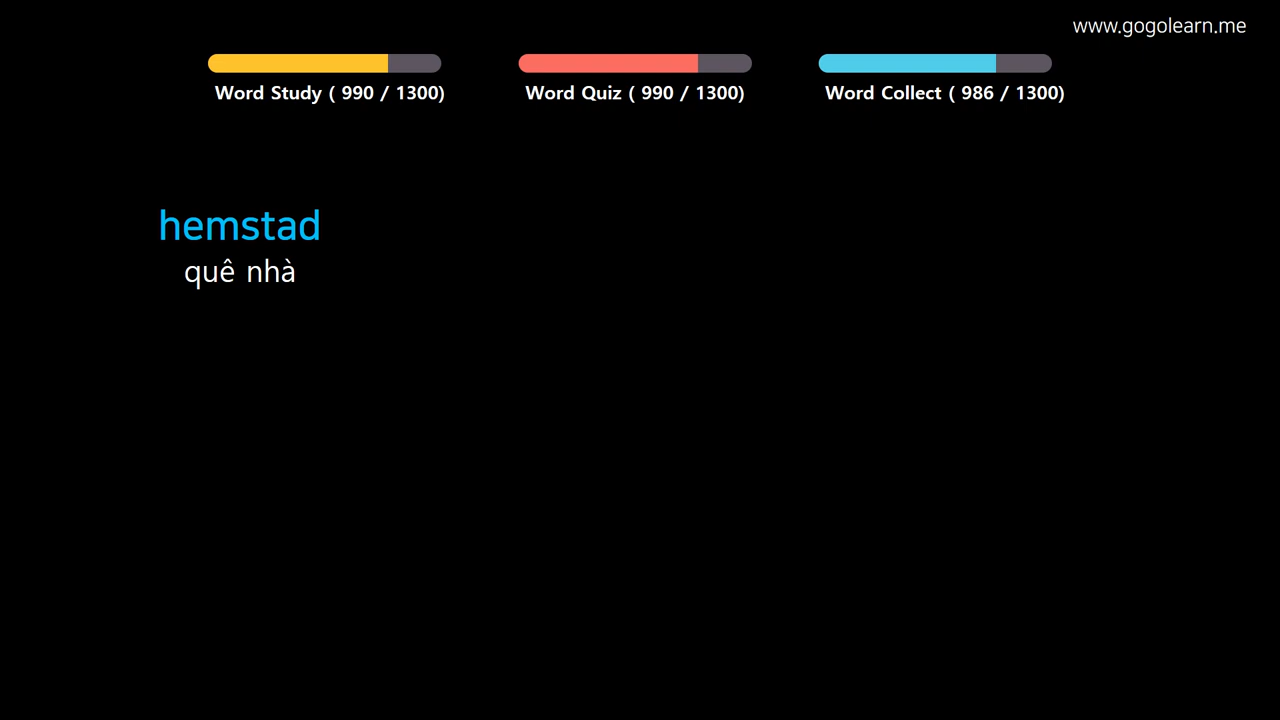 www.gogolearn.me
Word Study ( 990 / 1300)
Word Quiz ( 990 / 1300)
Word Collect ( 986 / 1300)
hemstad
quê nhà